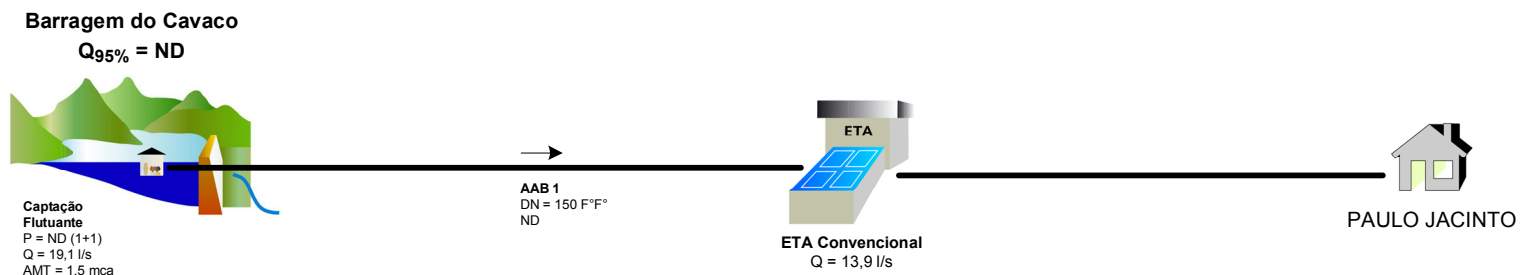 Barragem do Cavaco
Q95% = ND
Captação
Flutuante
P = ND (1+1)
Q = 19,1 l/s
AMT = 1,5 mca
AAB 1
DN = 150 F°F°
ND
ETA
ETA Convencional
Q = 13,9 l/s
PAULO JACINTO